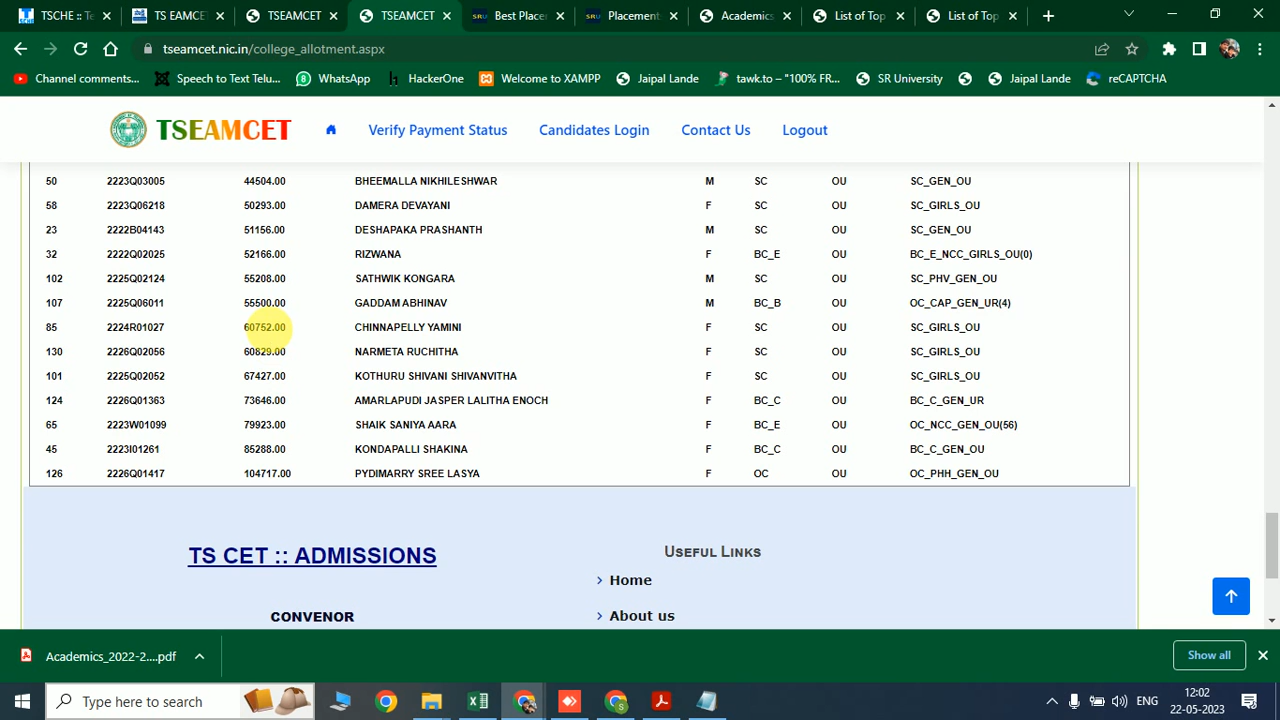 TSCHE :: Te
TS EAMCET
TSEAMCET
TSEAMCET
SRU Best Place
SRU Placement
Academics
List of Top
List of Top
tseamcet.nic.in/college_allotment.aspx
Channel comments... Speech to Text Telu... WhatsApp HackerOne Welcome to XAMPP Jaipal Lande tawk.to – "100% FR... SR University Jaipal Lande reCAPTCHA
TSEAMCET Verify Payment Status Candidates Login Contact Us Logout
50 2223Q03005 44504.00 BHEEMALLA NIKHILESHWAR M SC OU SC_GEN_OU
58 2223Q06218 50293.00 DAMERA DEVAYANI F SC OU SC_GIRLS_OU
23 2222B04143 51156.00 DESHAPAKA PRASHANTH M SC OU SC_GEN_OU
32 2222Q02025 52166.00 RIZWANA F BC_E OU BC_E_NCC_GIRLS_OU(0)
102 2225Q02124 55208.00 SATHWIK KONGARA M SC OU SC_PHV_GEN_OU
107 2225Q06011 55500.00 GADDAM ABHINAV M BC_B OU OC_CAP_GEN_UR(4)
85 2224R01027 60752.00 CHINNAPELLY YAMINI F SC OU SC_GIRLS_OU
130 2226Q02056 60829.00 NARMETA RUCHITHA F SC OU SC_GIRLS_OU
101 2225Q02052 67427.00 KOTHURU SHIVANI SHIVANVITHA F SC OU SC_GIRLS_OU
124 2226Q01363 73646.00 AMARLAPUDI JASPER LALITHA ENOCH F BC_C OU BC_C_GEN_UR
65 2223W01099 79923.00 SHAIK SANIYA AARA F BC_E OU OC_NCC_GEN_OU(56)
45 2223I01261 85288.00 KONDAPALLI SHAKINA F BC_C OU BC_C_GEN_OU
126 2226Q01417 104717.00 PYDIMARRY SREE LASYA F OC OU OC_PHH_GEN_OU
TS CET :: ADMISSIONS
USEFUL LINKS
Home
CONVENOR
About us
Academics_2022-2....pdf
Show all
Type here to search
ENG
12:02
22-05-2023